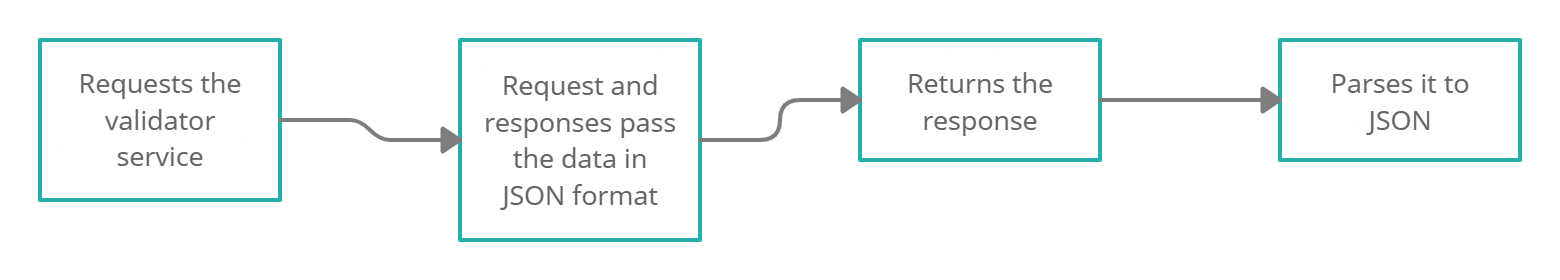 Requests the
validator
service
Request and
responses pass
the data in
JSON format
Returns the
response
Parses it to
JSON